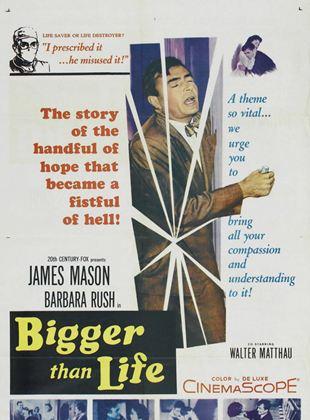 LIFE SAVER OR LIFE DESTROYER?
"I prescribed it
...he misused it!"
The story
of the
handful of
hope that
became a
fistful
of hell!
A theme
so vital...
we
urge
you
to
bring
all your
compassion
and
understanding
to it!
20th CENTURY-FOX presents
JAMES MASON
BARBARA RUSH
in
Bigger
than Life
CO-STARRING
WALTER MATTHAU
COLOR by DE LUXE
CINEMASCOPE